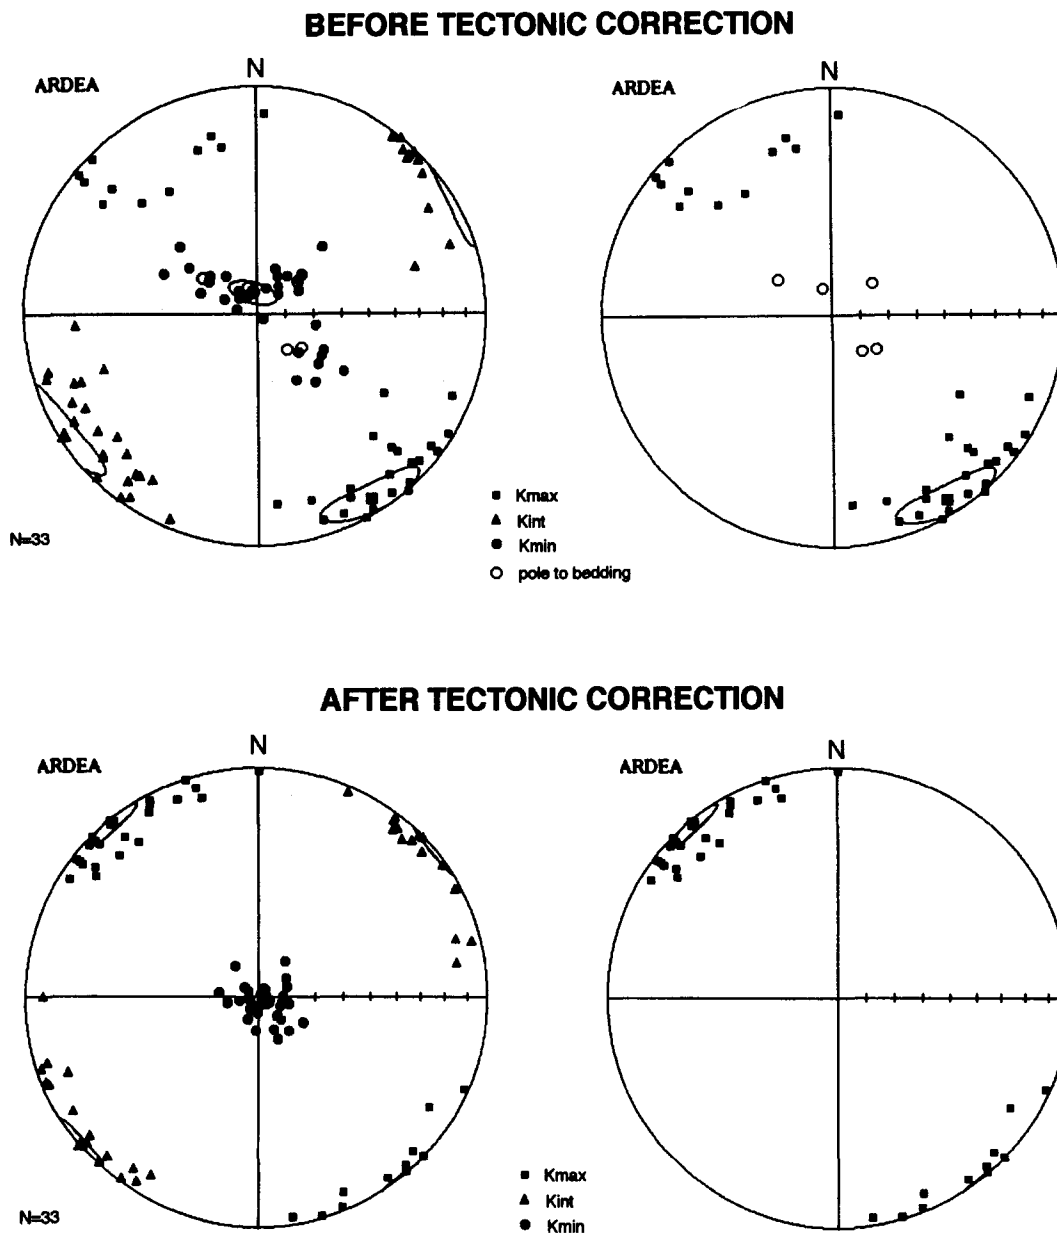 BEFORE TECTONIC CORRECTION
ARDEA
N
ARDEA
N
Kmax
Kint
Kmin
pole to bedding
N=33
AFTER TECTONIC CORRECTION
ARDEA
N
ARDEA
N
Kmax
Kint
Kmin
N=33